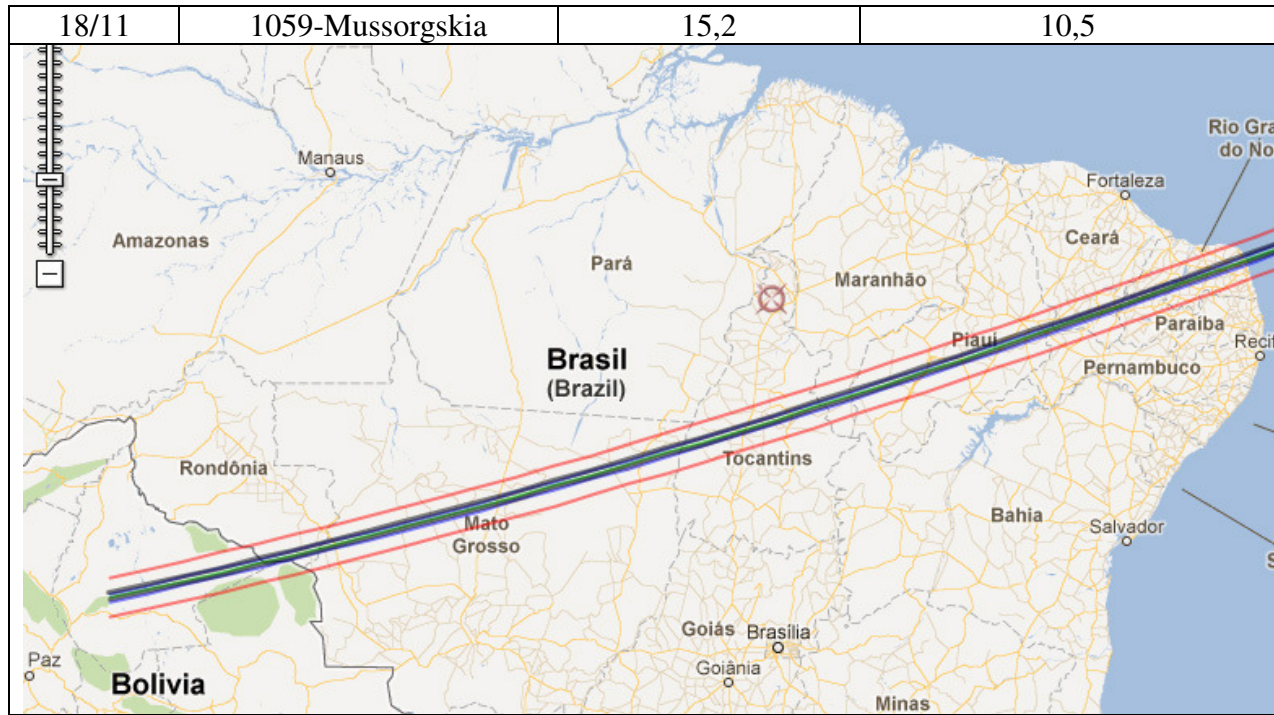 18/11 1059-Mussorgskia 15,2 10,5
Rio Gra
do No
Manaus
Fortaleza
Amazonas
Ceará
Pará
Maranhão
Paraíba
Piauí
Recif
Brasil
(Brazil)
Pernambuco
Tocantins
Rondônia
Mato
Grosso
Bahia
Salvador
S
Goiás
Brasília
Paz
Goiânia
Bolivia
Minas